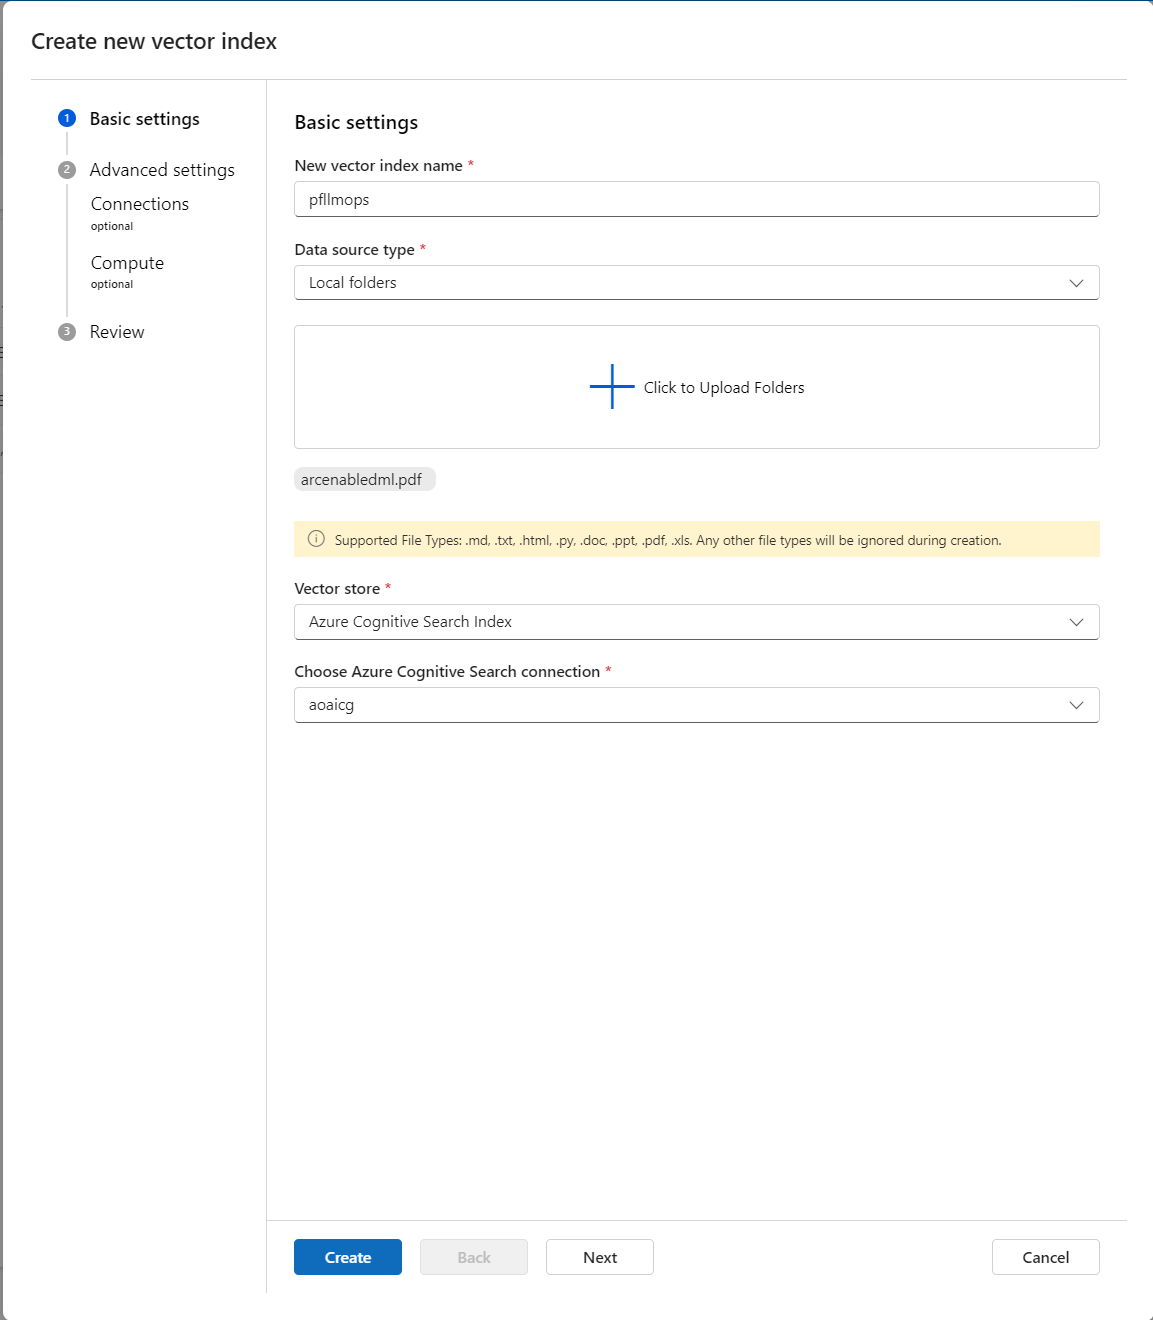 Create new vector index
1 Basic settings
2 Advanced settings
Connections
optional
Compute
optional
3 Review
Basic settings
New vector index name *
pfllmops
Data source type *
Local folders
Click to Upload Folders
arcenabledml.pdf
Supported File Types: .md, .txt, .html, .py, .doc, .ppt, .pdf, .xls. Any other file types will be ignored during creation.
Vector store *
Azure Cognitive Search Index
Choose Azure Cognitive Search connection *
aoaicg
Create
Back
Next
Cancel